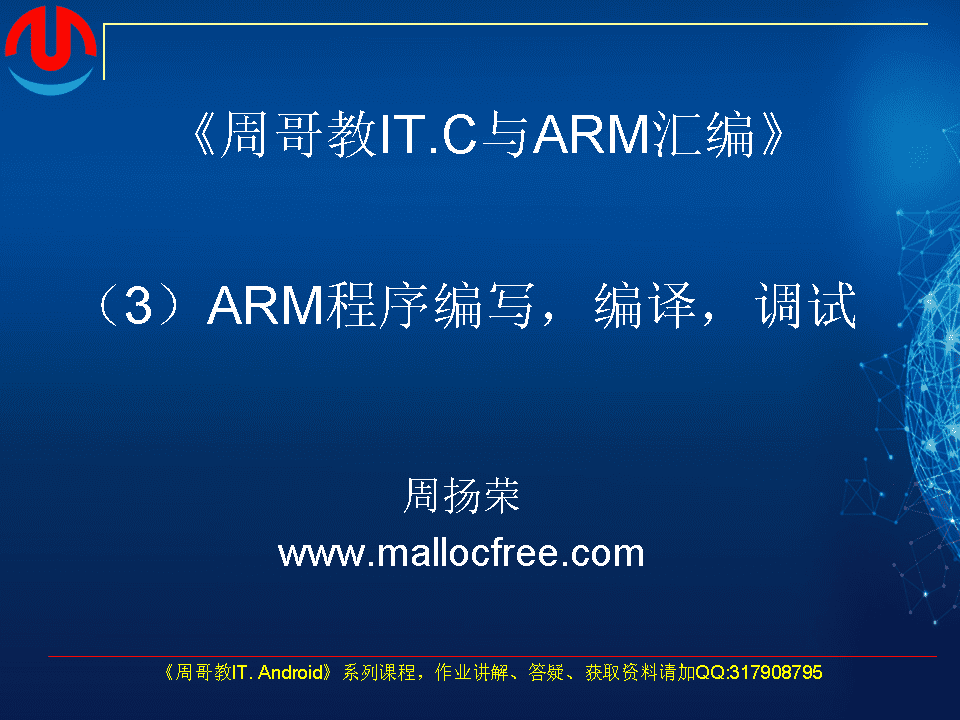 《周哥教IT.C与ARM汇编》
（3）ARM程序编写，编译，调试
周扬荣
www.mallocfree.com
《周哥教IT. Android》系列课程，作业讲解、答疑、获取资料请加QQ:317908795